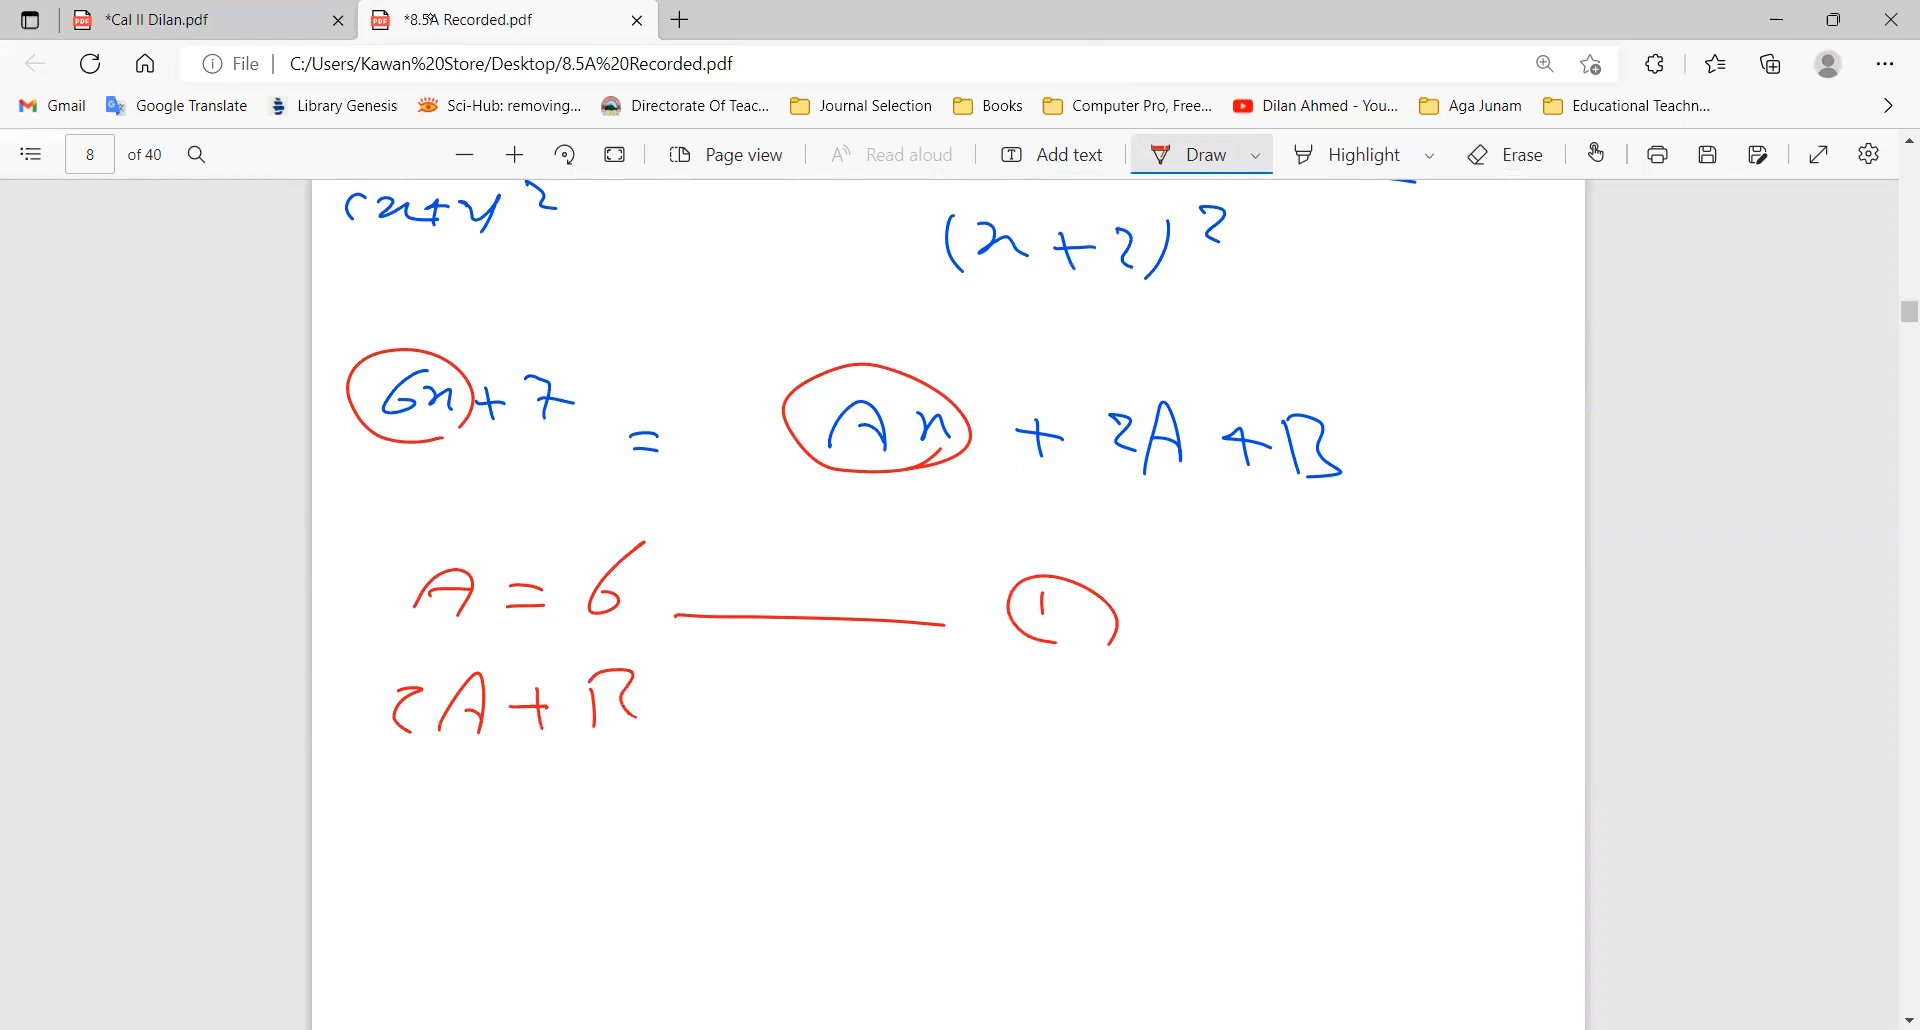 *Cal II Dilan.pdf
*8.5A Recorded.pdf
File
C:/Users/Kawan%20Store/Desktop/8.5A%20Recorded.pdf
Gmail
Google Translate
Library Genesis
Sci-Hub: removing...
Directorate Of Teac...
Journal Selection
Books
Computer Pro, Free...
Dilan Ahmed - You...
Aga Junam
Educational Teachn...
8 of 40
Page view
Read aloud
Add text
Draw
Highlight
Erase
(x+2)²
6x+7 = Ax + 2A + B
A = 6 ———— 1
2A + B